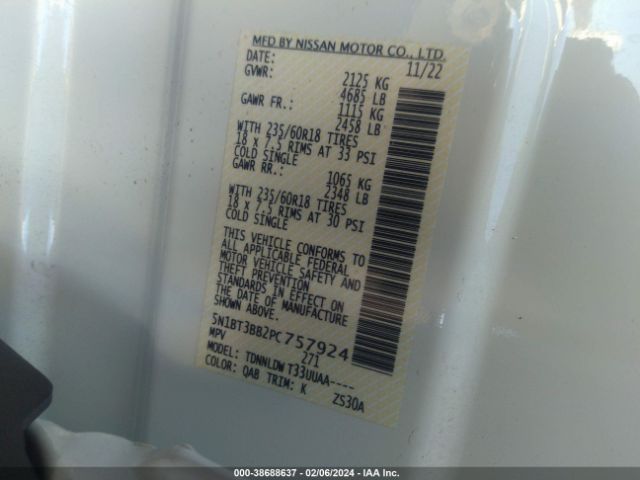 MFD BY NISSAN MOTOR CO., LTD.
DATE: 11/22
GVWR: 2125 KG
4685 LB
GAWR FR.: 1115 KG
2458 LB
WITH 235/60R18 TIRES
18 x 7.5 RIMS AT 33 PSI
COLD SINGLE
GAWR RR.: 1065 KG
2348 LB
WITH 235/60R18 TIRES
18 x 7.5 RIMS AT 30 PSI
COLD SINGLE
THIS VEHICLE CONFORMS TO
ALL APPLICABLE FEDERAL
MOTOR VEHICLE SAFETY AND
THEFT PREVENTION
STANDARDS IN EFFECT ON
THE DATE OF MANUFACTURE
SHOWN ABOVE.
5N1BT3BB2PC757924
MPV 271
MODEL: TDNNLDW T33UUAA----
COLOR: QAB TRIM: K ZS30A
000-38688637 - 02/06/2024 - IAA Inc.